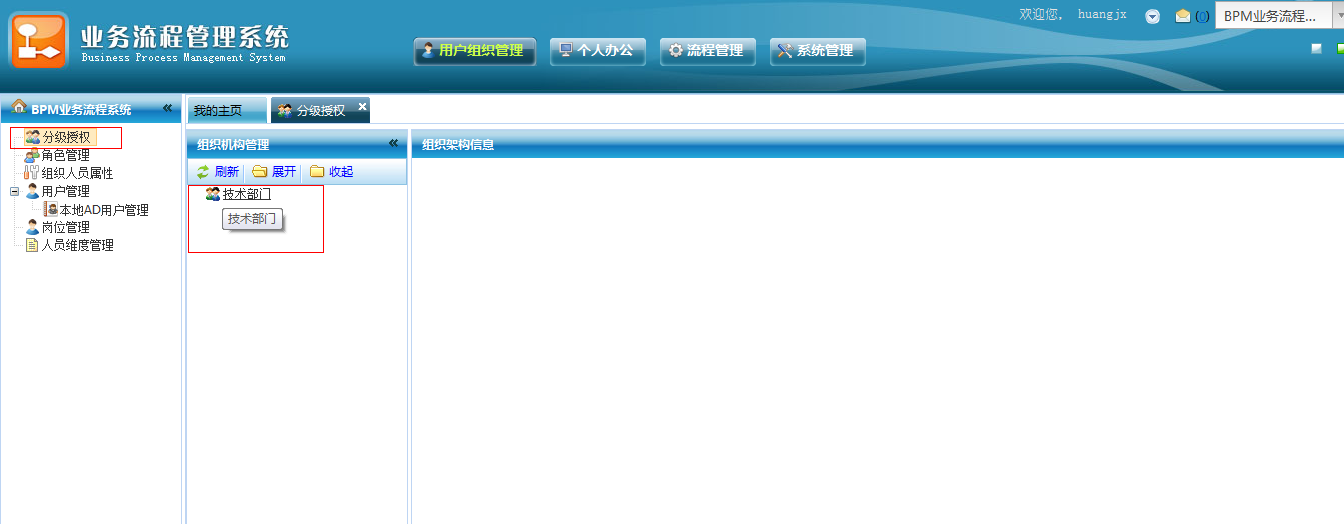 业务流程管理系统
Business Process Management System
用户组织管理
个人办公
流程管理
系统管理
欢迎您, huangjx
(0)
BPM业务流程...
BPM业务流程系统
分级授权
角色管理
组织人员属性
用户管理
本地AD用户管理
岗位管理
人员维度管理
我的主页
分级授权
组织机构管理
刷新
展开
收起
技术部门
技术部门
组织架构信息